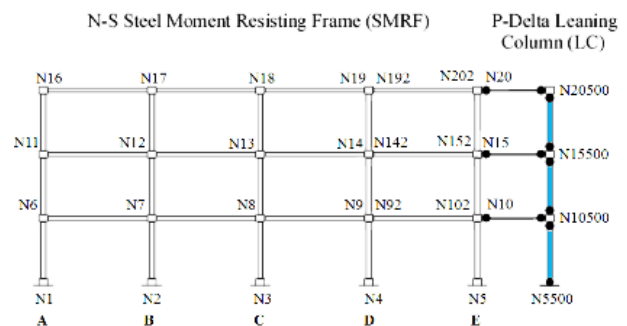 N-S Steel Moment Resisting Frame (SMRF)
P-Delta Leaning
Column (LC)
N16 N17 N18 N19 N192 N202 N20 N20500
N11 N12 N13 N14 N142 N152 N15 N15500
N6 N7 N8 N9 N92 N102 N10 N10500
N1 N2 N3 N4 N5 N5500
A B C D E